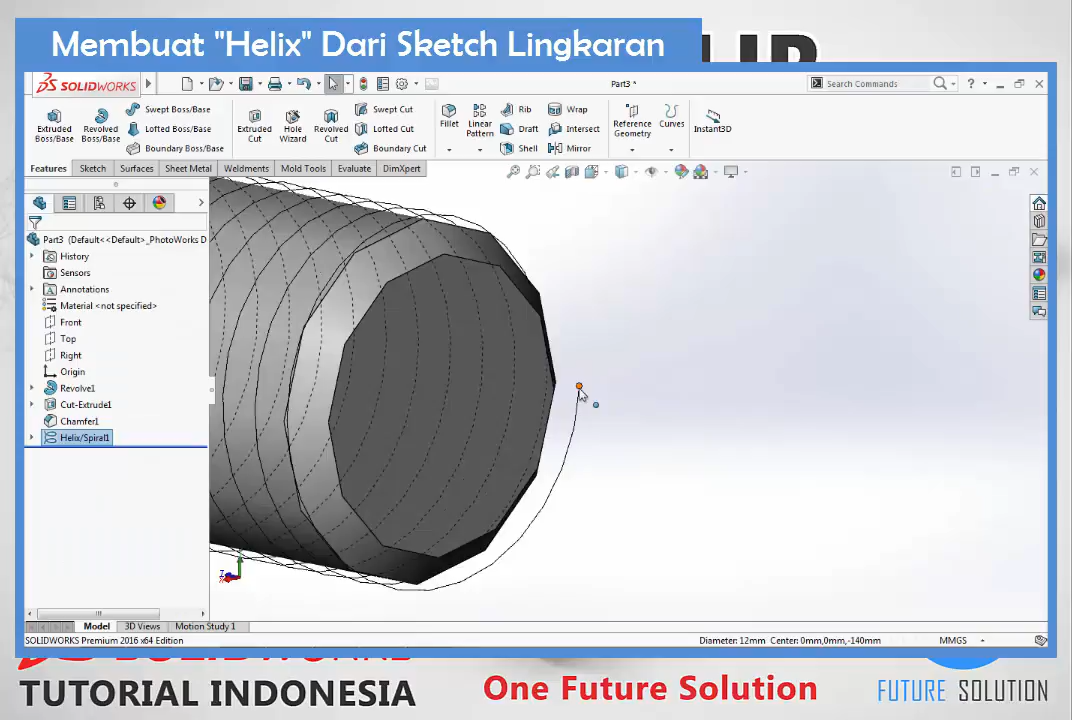 Membuat "Helix" Dari Sketch Lingkaran
SOLIDWORKS
Part3 *
Search Commands
Extruded Boss/Base
Revolved Boss/Base
Swept Boss/Base
Lofted Boss/Base
Boundary Boss/Base
Extruded Cut
Hole Wizard
Revolved Cut
Swept Cut
Lofted Cut
Boundary Cut
Fillet
Linear Pattern
Rib
Draft
Shell
Wrap
Intersect
Mirror
Reference Geometry
Curves
Instant3D
Features Sketch Surfaces Sheet Metal Weldments Mold Tools Evaluate DimXpert
Part3 (Default<<Default>_PhotoWorks D
History
Sensors
Annotations
Material <not specified>
Front
Top
Right
Origin
Revolve1
Cut-Extrude1
Chamfer1
Helix/Spiral1
Model 3D Views Motion Study 1
SOLIDWORKS Premium 2016 x64 Edition
Diameter: 12mm Center: 0mm,0mm,-140mm
MMGS
TUTORIAL INDONESIA
One Future Solution
FUTURE SOLUTION